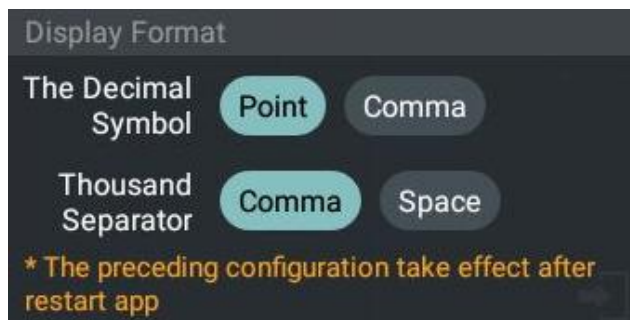 Display Format
The Decimal
Symbol
Point
Comma
Thousand
Separator
Comma
Space
* The preceding configuration take effect after
restart app